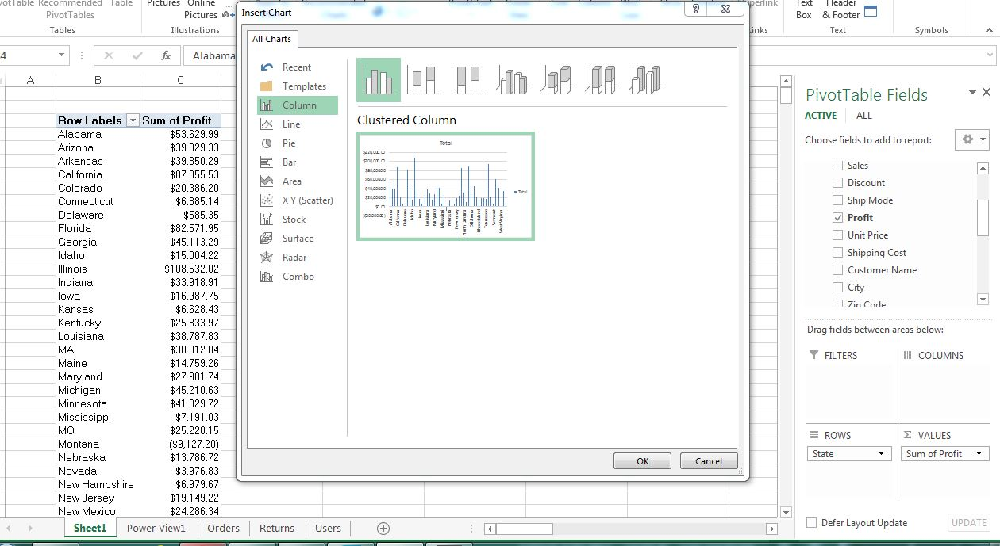 PivotTable Recommended Table Pictures Online
PivotTables Pictures
Tables Illustrations
Text Header
Box & Footer
Text Symbols
Insert Chart
All Charts
Recent
Templates
Column
Line
Pie
Bar
Area
X Y (Scatter)
Stock
Surface
Radar
Combo
Clustered Column
Total
$120,000.00
$100,000.00
$80,000.00
$60,000.00
$40,000.00
$20,000.00
$0.00
($20,000.00)
Alabama
California
Delaware
Idaho
Iowa
Louisiana
Maryland
Mississippi
Nebraska
New Jersey
North Carolina
Oklahoma
Rhode Island
Tennessee
Vermont
West Virginia
Total
OK Cancel
4 fx Alabama
A B C
Row Labels Sum of Profit
Alabama $53,629.99
Arizona $39,829.33
Arkansas $39,850.29
California $87,355.53
Colorado $20,386.20
Connecticut $6,885.14
Delaware $585.35
Florida $82,571.95
Georgia $45,113.29
Idaho $15,004.22
Illinois $108,532.02
Indiana $33,918.91
Iowa $16,987.75
Kansas $6,628.43
Kentucky $25,833.97
Louisiana $38,787.83
MA $30,312.84
Maine $14,759.26
Maryland $27,901.74
Michigan $45,210.63
Minnesota $41,829.72
Mississippi $7,191.03
MO $25,228.15
Montana ($9,127.20)
Nebraska $13,786.72
Nevada $3,976.83
New Hampshire $6,979.67
New Jersey $19,149.22
New Mexico $24,286.34
Sheet1 Power View1 Orders Returns Users
PivotTable Fields
ACTIVE ALL
Choose fields to add to report:
Sales
Discount
Ship Mode
Profit
Unit Price
Shipping Cost
Customer Name
City
Zip Code
Drag fields between areas below:
FILTERS COLUMNS
ROWS Σ VALUES
State Sum of Profit
Defer Layout Update UPDATE